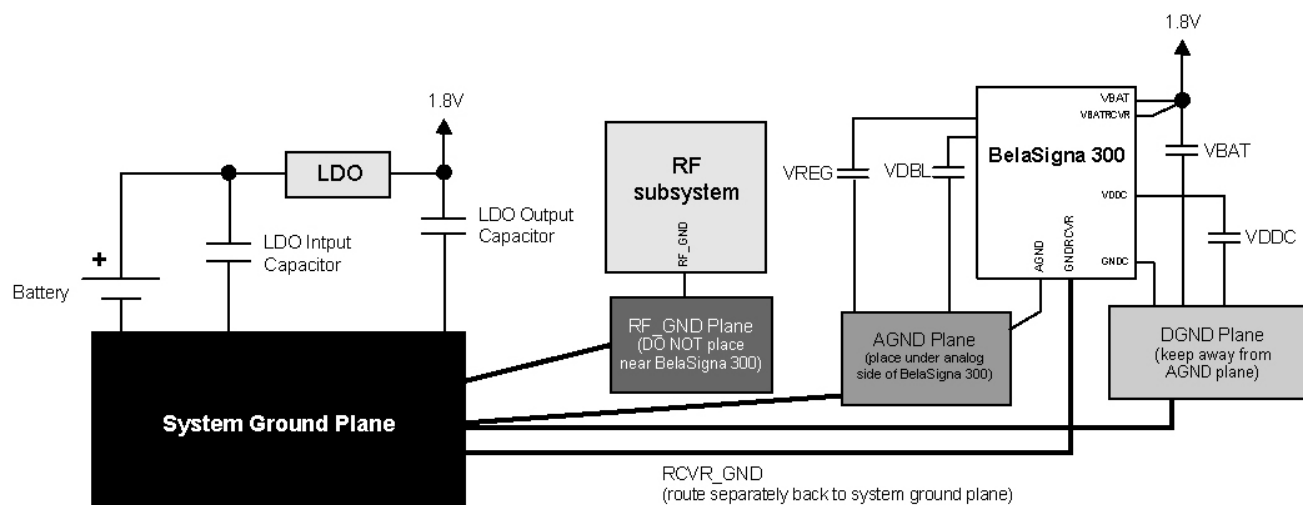 1.8V
LDO
LDO Output
Capacitor
LDO Intput
Capacitor
+
Battery
System Ground Plane
RF
subsystem
RF_GND
RF_GND Plane
(DO NOT place
near BelaSigna 300)
VREG
VDBL
AGND Plane
(place under analog
side of BelaSigna 300)
1.8V
VBAT
VBATRCVR
BelaSigna 300
VDDC
AGND
GNDRCVR
GNDC
VBAT
VDDC
DGND Plane
(keep away from
AGND plane)
RCVR_GND
(route separately back to system ground plane)